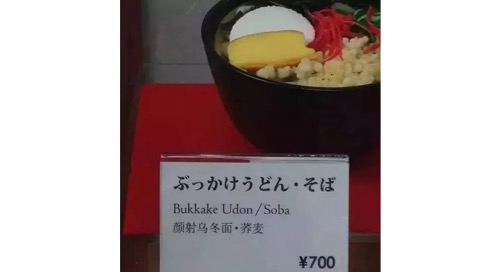 ぶっかけうどん・そば
Bukkake Udon/Soba
颜射乌冬面・荞麦
¥700